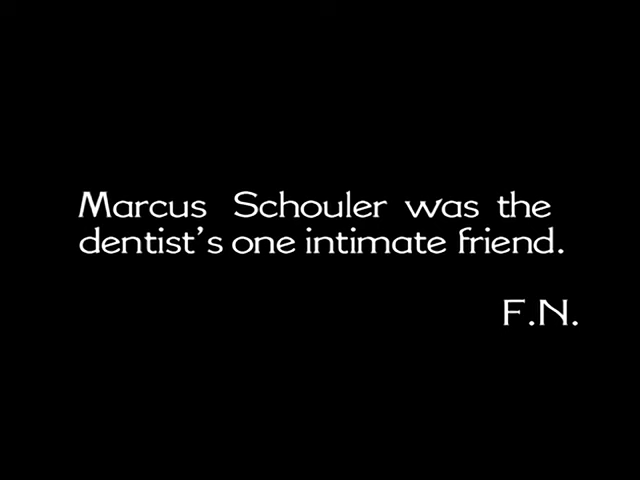 Marcus Schouler was the
dentist's one intimate friend.
F.N.